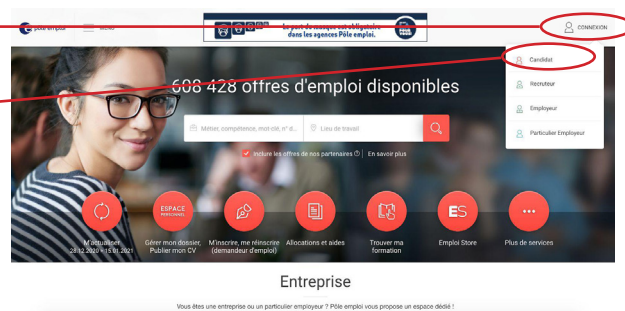 pôle emploi
MENU
Le port du masque est obligatoire
dans les agences Pôle emploi.
CONNEXION
Candidat
Recruteur
Employeur
Particulier Employeur
608 428 offres d'emploi disponibles
Métier, compétence, mot-clé, n° d...
Lieu de travail
Inclure les offres de nos partenaires
En savoir plus
ESPACE
PERSONNEL
ES
M'actualiser
28.12.2020 > 15.01.2021
Gérer mon dossier,
Publier mon CV
M'inscrire, me réinscrire
(demandeur d'emploi)
Allocations et aides
Trouver ma
formation
Emploi Store
Plus de services
Entreprise
Vous êtes une entreprise ou un particulier employeur ? Pôle emploi vous propose un espace dédié !